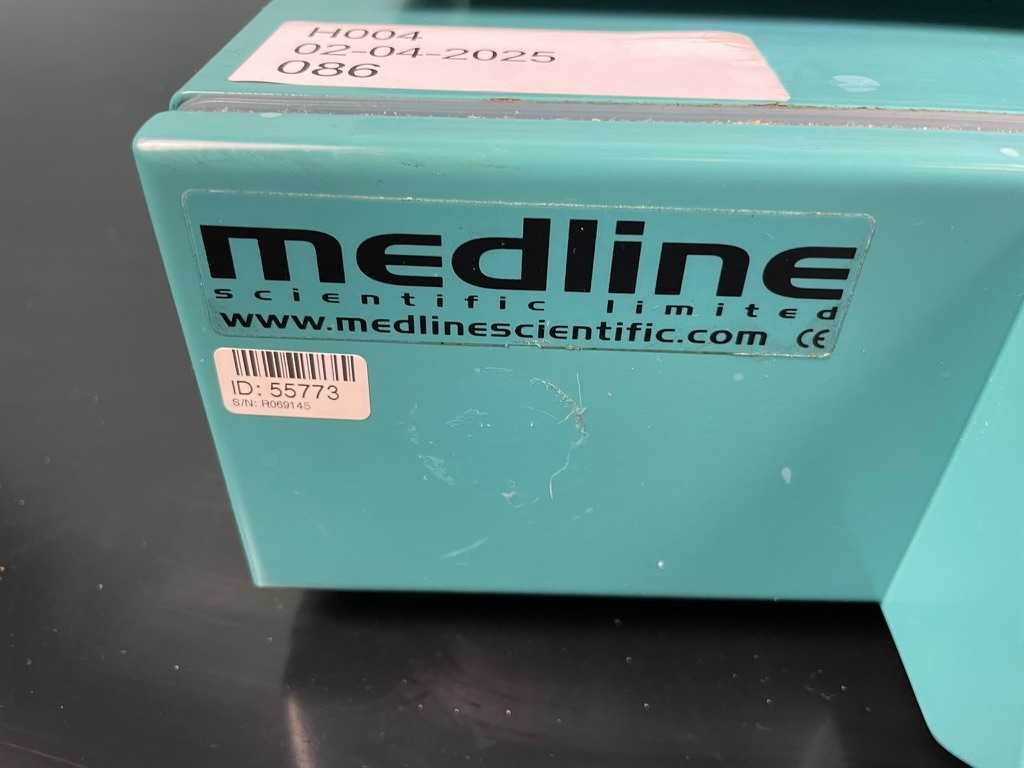 H004
02-04-2025
086
medline
scientific limited
www.medlinescientific.com CE
ID: 55773
S/N: R069145